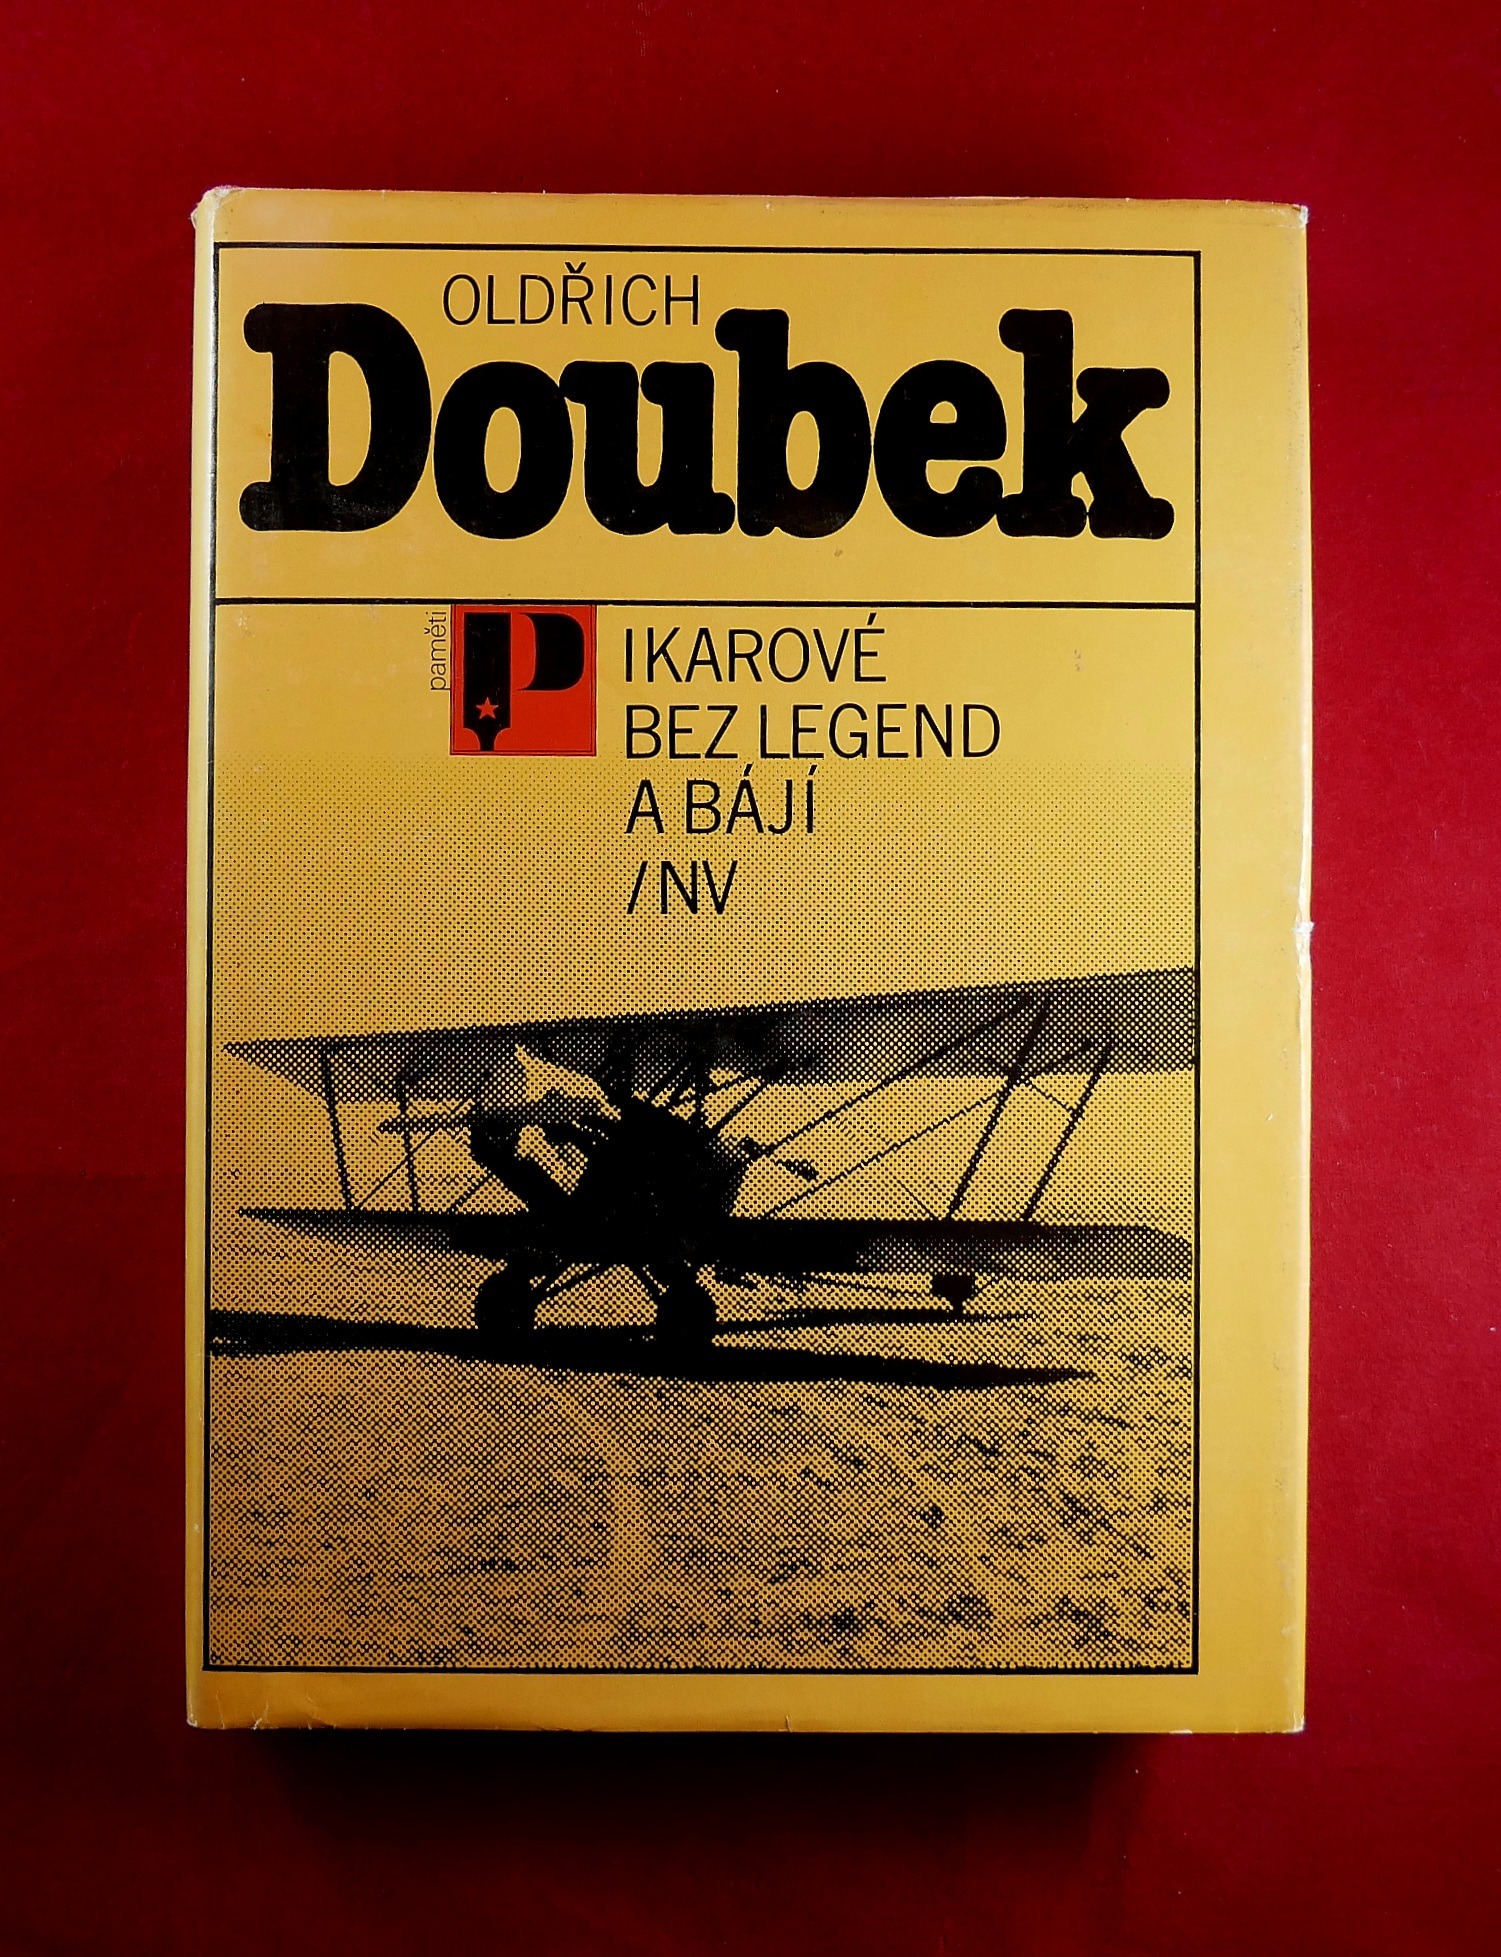 OLDŘICH
Doubek
paměti
P
IKAROVÉ
BEZ LEGEND
A BÁJÍ
/NV